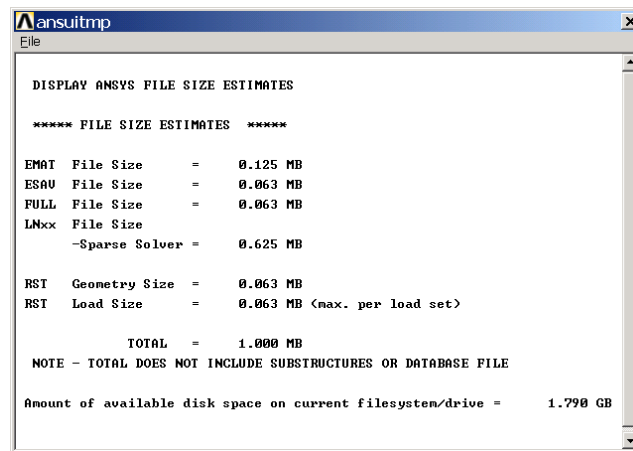 ansuitmp
File
DISPLAY ANSYS FILE SIZE ESTIMATES
***** FILE SIZE ESTIMATES *****
EMAT File Size = 0.125 MB
ESAV File Size = 0.063 MB
FULL File Size = 0.063 MB
LNxx File Size
-Sparse Solver = 0.625 MB
RST Geometry Size = 0.063 MB
RST Load Size = 0.063 MB (max. per load set)
TOTAL = 1.000 MB
NOTE - TOTAL DOES NOT INCLUDE SUBSTRUCTURES OR DATABASE FILE
Amount of available disk space on current filesystem/drive = 1.790 GB